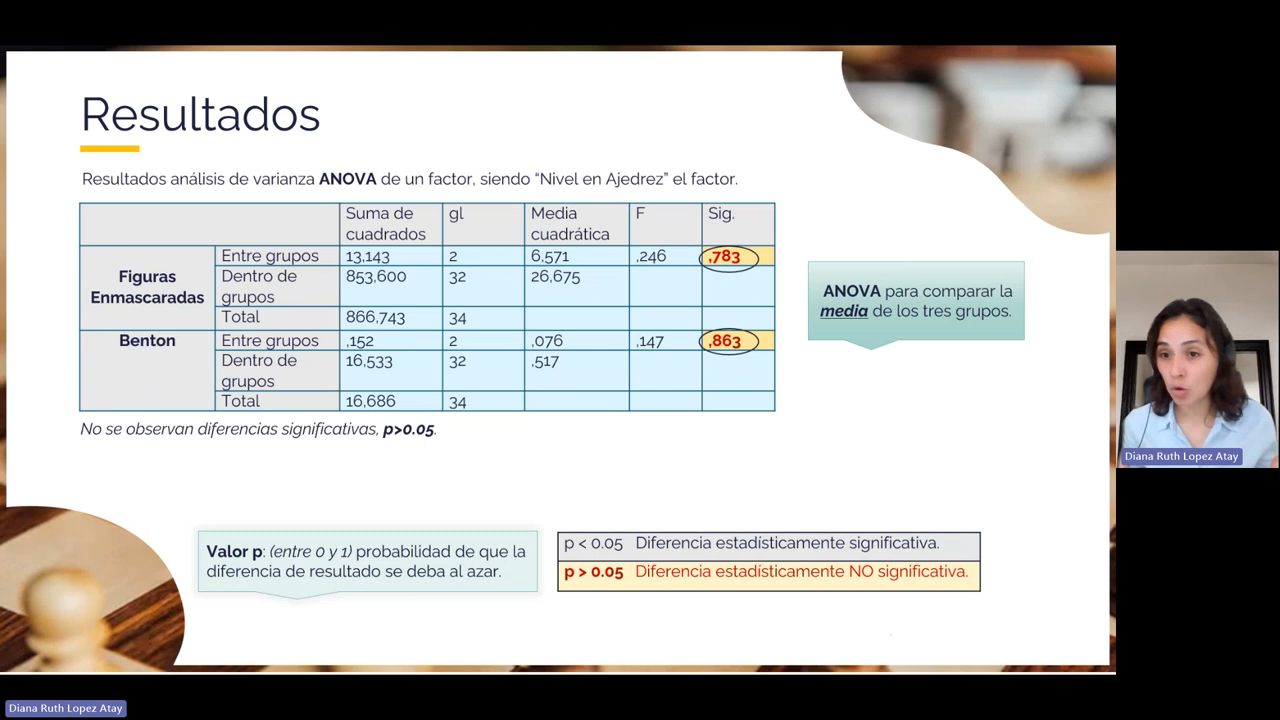 Resultados
Resultados análisis de varianza ANOVA de un factor, siendo “Nivel en Ajedrez” el factor.
Suma de cuadrados gl Media cuadrática F Sig.
Figuras Enmascaradas Entre grupos 13,143 2 6,571 ,246 ,783
Dentro de grupos 853,600 32 26,675
Total 866,743 34
Benton Entre grupos ,152 2 ,076 ,147 ,863
Dentro de grupos 16,533 32 ,517
Total 16,686 34
No se observan diferencias significativas, p>0.05.
ANOVA para comparar la
media de los tres grupos.
Valor p: (entre 0 y 1) probabilidad de que la
diferencia de resultado se deba al azar.
p < 0.05 Diferencia estadísticamente significativa.
p > 0.05 Diferencia estadísticamente NO significativa.
Diana Ruth Lopez Atay
Diana Ruth Lopez Atay